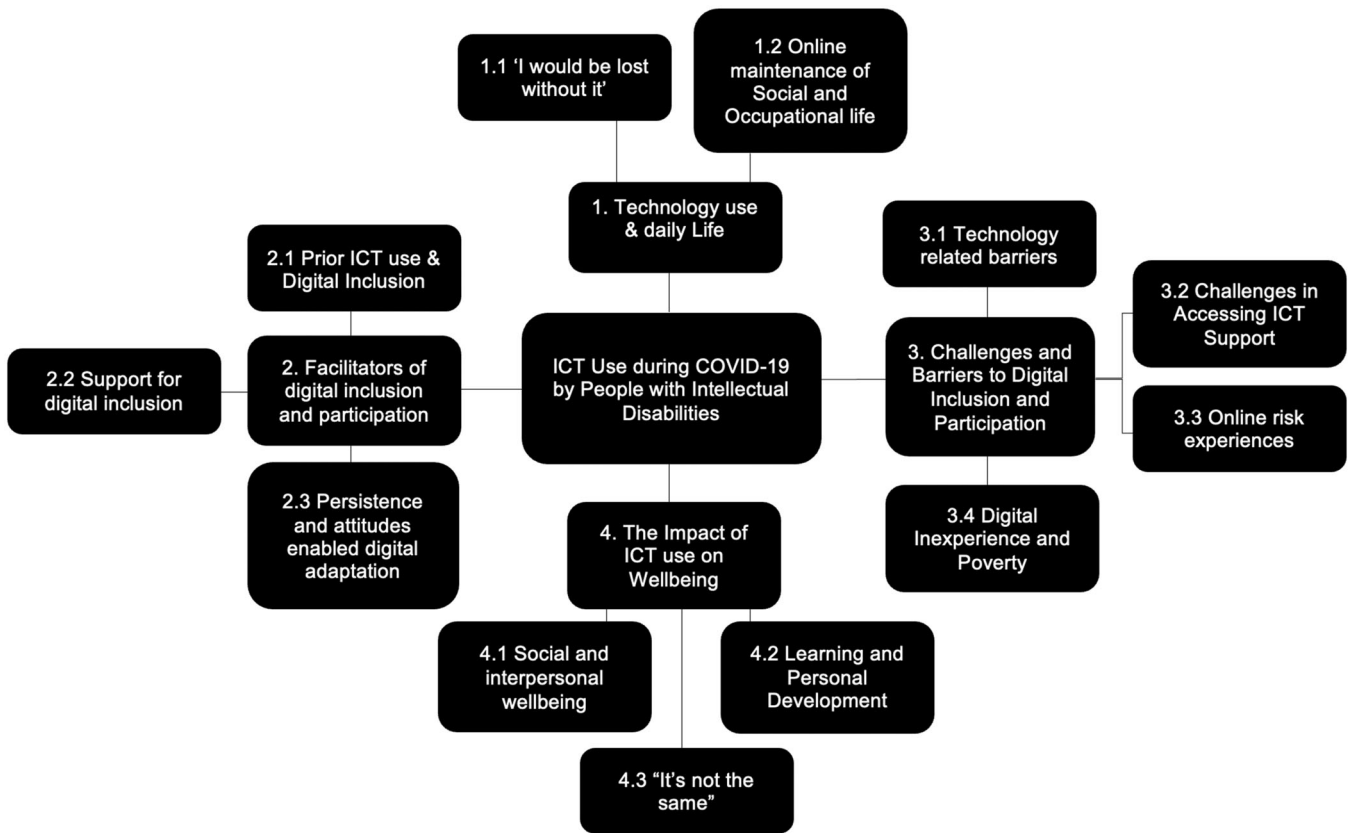 1.1 ‘I would be lost
without it’
1.2 Online
maintenance of
Social and
Occupational life
1. Technology use
& daily Life
2.1 Prior ICT use &
Digital Inclusion
3.1 Technology
related barriers
3.2 Challenges in
Accessing ICT
Support
2.2 Support for
digital inclusion
2. Facilitators of
digital inclusion
and participation
ICT Use during COVID-19
by People with Intellectual
Disabilities
3. Challenges and
Barriers to Digital
Inclusion and
Participation
3.3 Online risk
experiences
2.3 Persistence
and attitudes
enabled digital
adaptation
4. The Impact of
ICT use on
Wellbeing
3.4 Digital
Inexperience and
Poverty
4.1 Social and
interpersonal
wellbeing
4.2 Learning and
Personal
Development
4.3 “It’s not the
same”